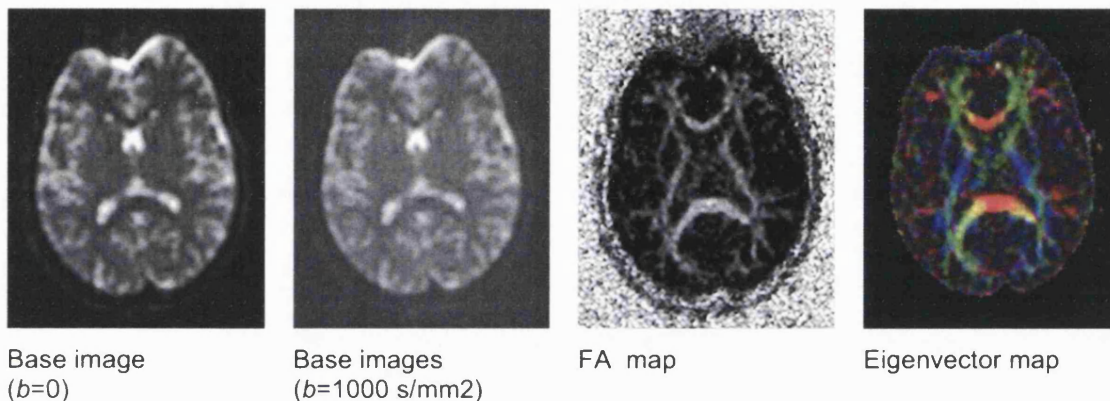 Base image
(b=0)
Base images
(b=1000 s/mm2)
FA map
Eigenvector map